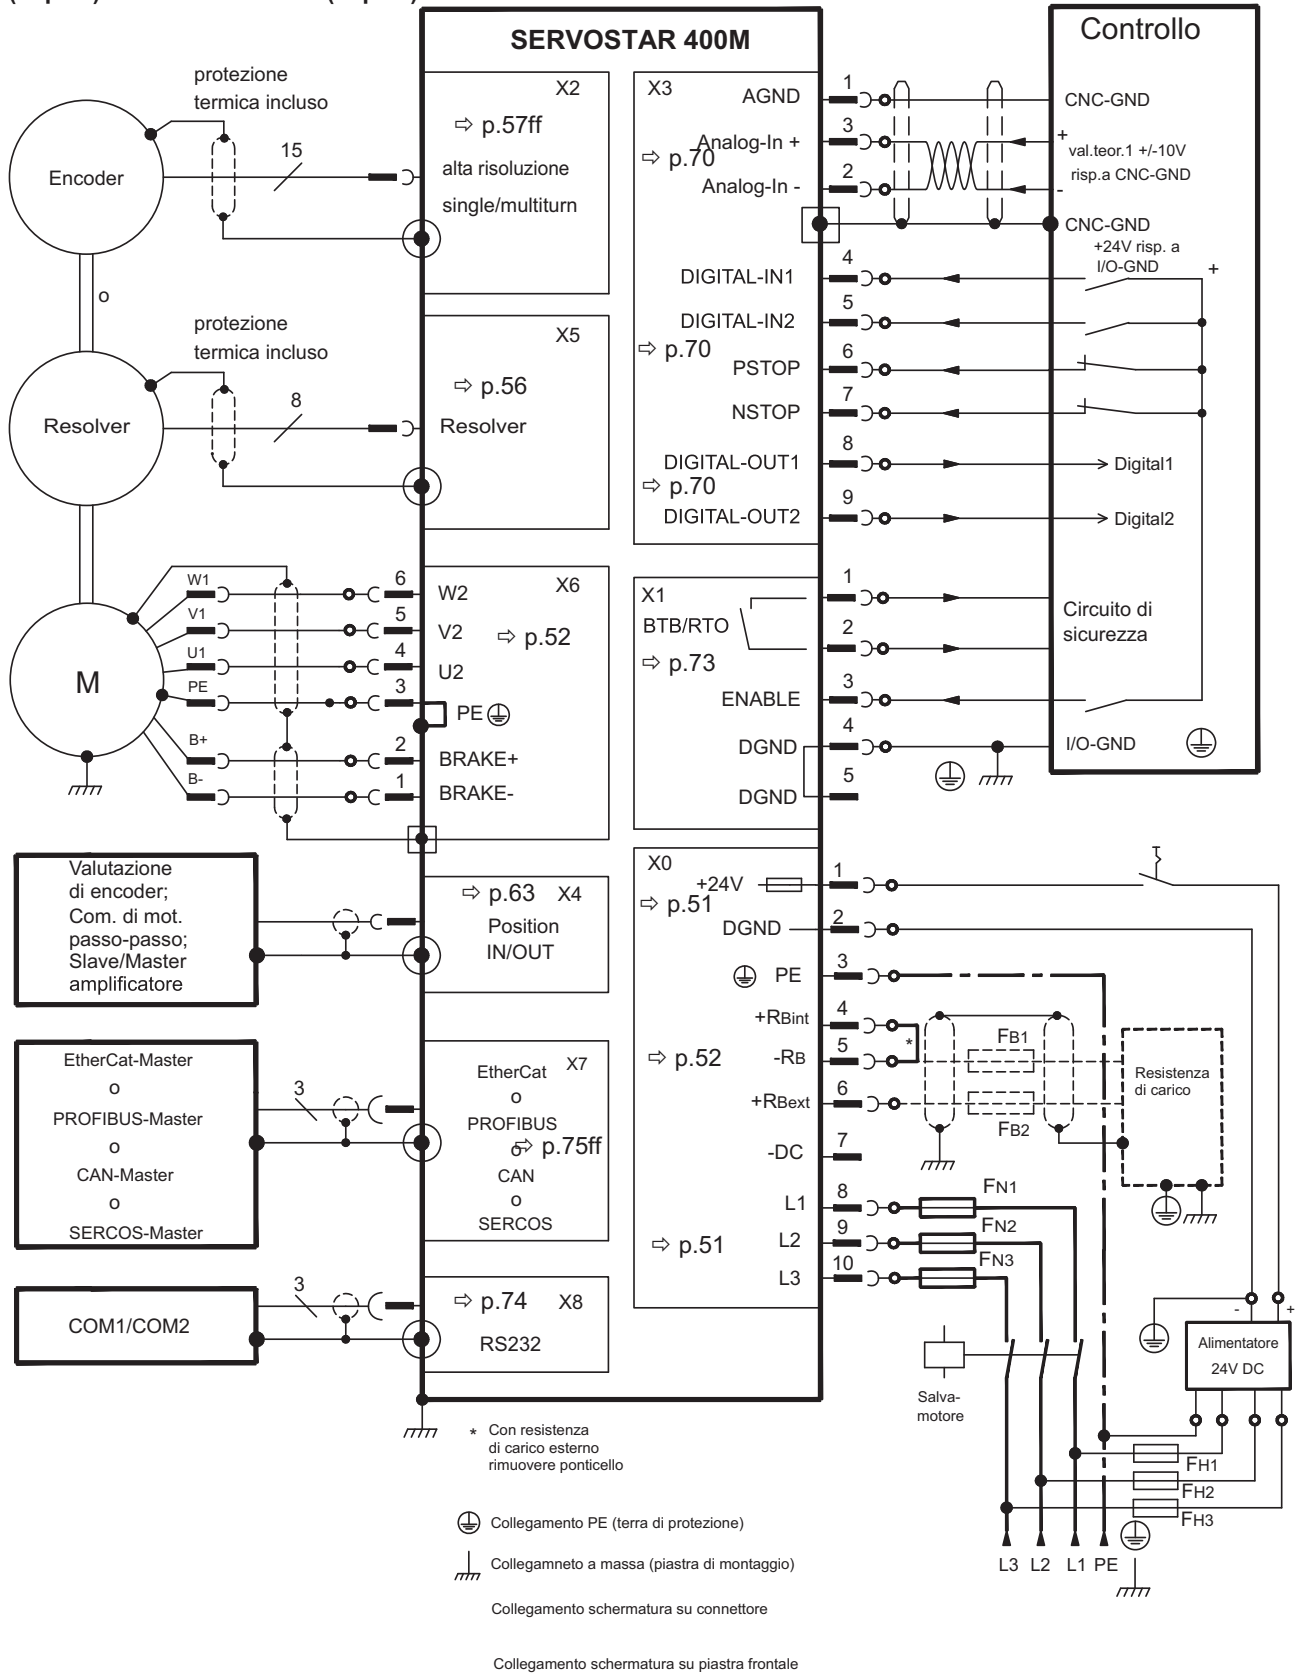 SERVOSTAR 400M
Controllo
protezione
termica incluso
Encoder
15
X2
⇨ p.57ff
alta risoluzione
single/multiturn
o
protezione
termica incluso
Resolver
8
X5
⇨ p.56
Resolver
M
W1
V1
U1
PE
B+
B-
6
5
4
3
2
1
X6
W2
V2
⇨ p.52
U2
PE
BRAKE+
BRAKE-
Valutazione
di encoder;
Com. di mot.
passo-passo;
Slave/Master
amplificatore
⇨ p.63 X4
Position
IN/OUT
EtherCat-Master
o
PROFIBUS-Master
o
CAN-Master
o
SERCOS-Master
3
EtherCat
X7
o
PROFIBUS
o
⇨ p.75ff
CAN
o
SERCOS
COM1/COM2
3
⇨ p.74 X8
RS232
X3
AGND
1
Analog-In +
3
⇨ p.70
Analog-In -
2
DIGITAL-IN1
4
DIGITAL-IN2
5
⇨ p.70
PSTOP
6
NSTOP
7
DIGITAL-OUT1
8
⇨ p.70
DIGITAL-OUT2
9
CNC-GND
+
val.teor.1 +/-10V
risp.a CNC-GND
-
CNC-GND
+24V risp. a
I/O-GND
+
Digital1
Digital2
X1
BTB/RTO
⇨ p.73
1
2
ENABLE
3
DGND
4
DGND
5
Circuito di
sicurezza
I/O-GND
X0
+24V
1
⇨ p.51
DGND
2
PE
3
+RBint
4
-RB
5
⇨ p.52
+RBext
6
-DC
7
L1
8
⇨ p.51
L2
9
L3
10
*
FB1
FB2
Resistenza
di carico
FN1
FN2
FN3
Salva-
motore
- +
Alimentatore
24V DC
FH1
FH2
FH3
L3 L2 L1 PE
* Con resistenza
di carico esterno
rimuovere ponticello
Collegamento PE (terra di protezione)
Collegamneto a massa (piastra di montaggio)
Collegamento schermatura su connettore
Collegamento schermatura su piastra frontale